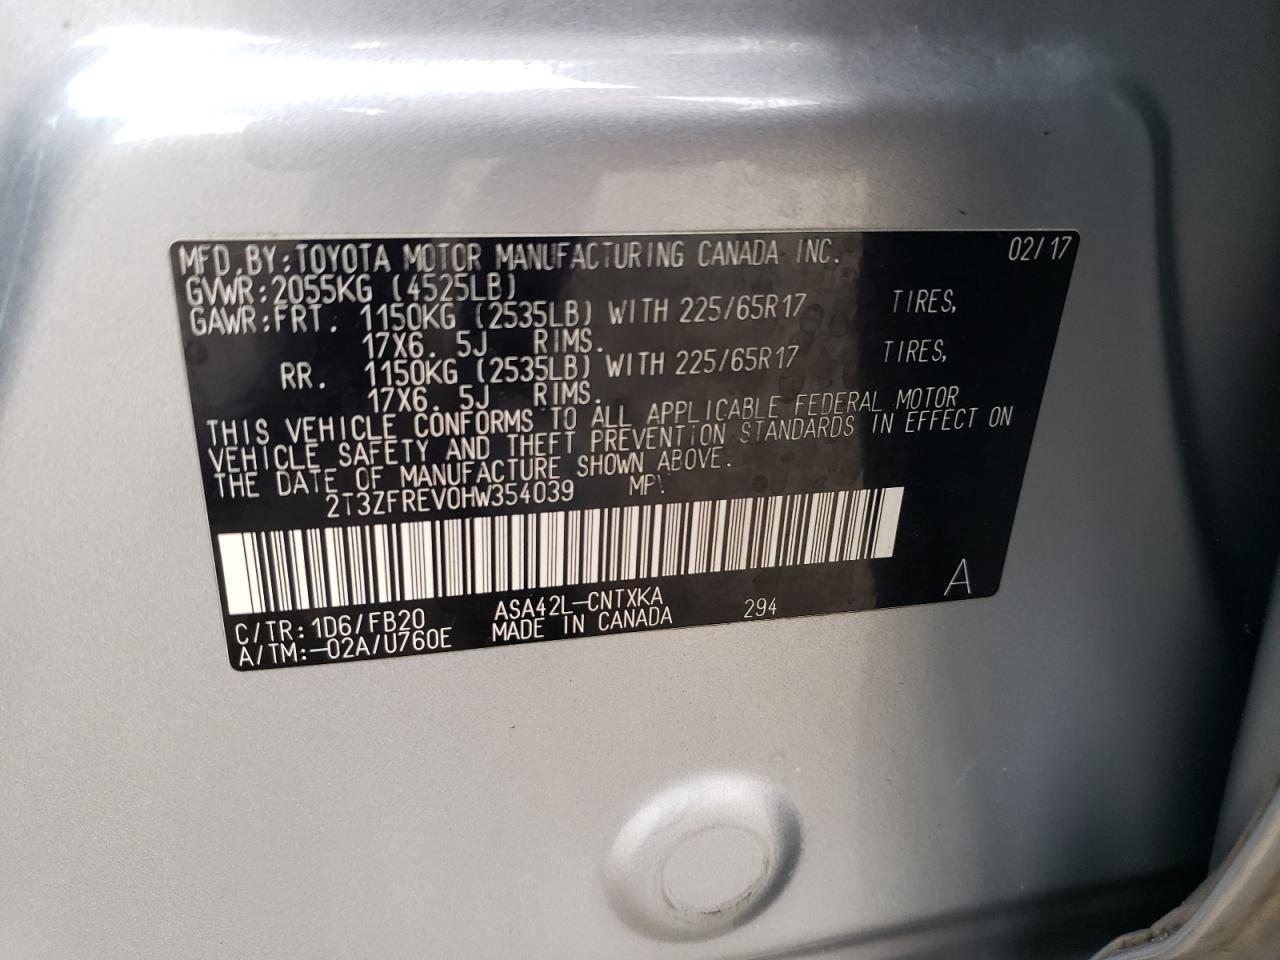 MFD.BY:TOYOTA MOTOR MANUFACTURING CANADA INC. 02/17
GVWR:2055KG (4525LB)
GAWR:FRT. 1150KG (2535LB) WITH 225/65R17 TIRES,
17X6.5J RIMS.
RR. 1150KG (2535LB) WITH 225/65R17 TIRES,
17X6.5J RIMS.
THIS VEHICLE CONFORMS TO ALL APPLICABLE FEDERAL MOTOR
VEHICLE SAFETY AND THEFT PREVENTION STANDARDS IN EFFECT ON
THE DATE OF MANUFACTURE SHOWN ABOVE.
2T3ZFREV0HW354039 MPV
A
C/TR:1D6/FB20 ASA42L-CNTXKA 294
A/TM:-02A/U760E MADE IN CANADA